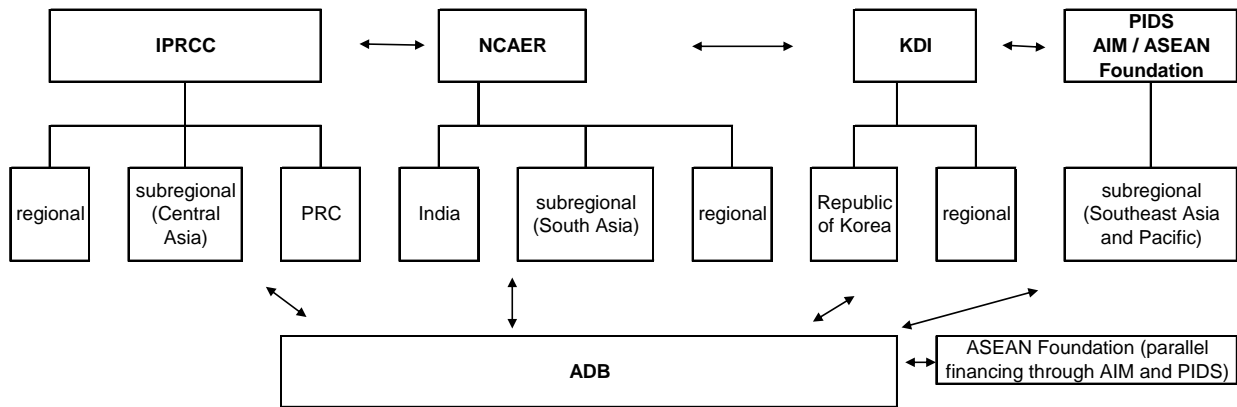 IPRCC
NCAER
KDI
PIDS
AIM / ASEAN
Foundation
regional
subregional
(Central
Asia)
PRC
India
subregional
(South Asia)
regional
Republic
of Korea
regional
subregional
(Southeast Asia
and Pacific)
ADB
ASEAN Foundation (parallel
financing through AIM and PIDS)